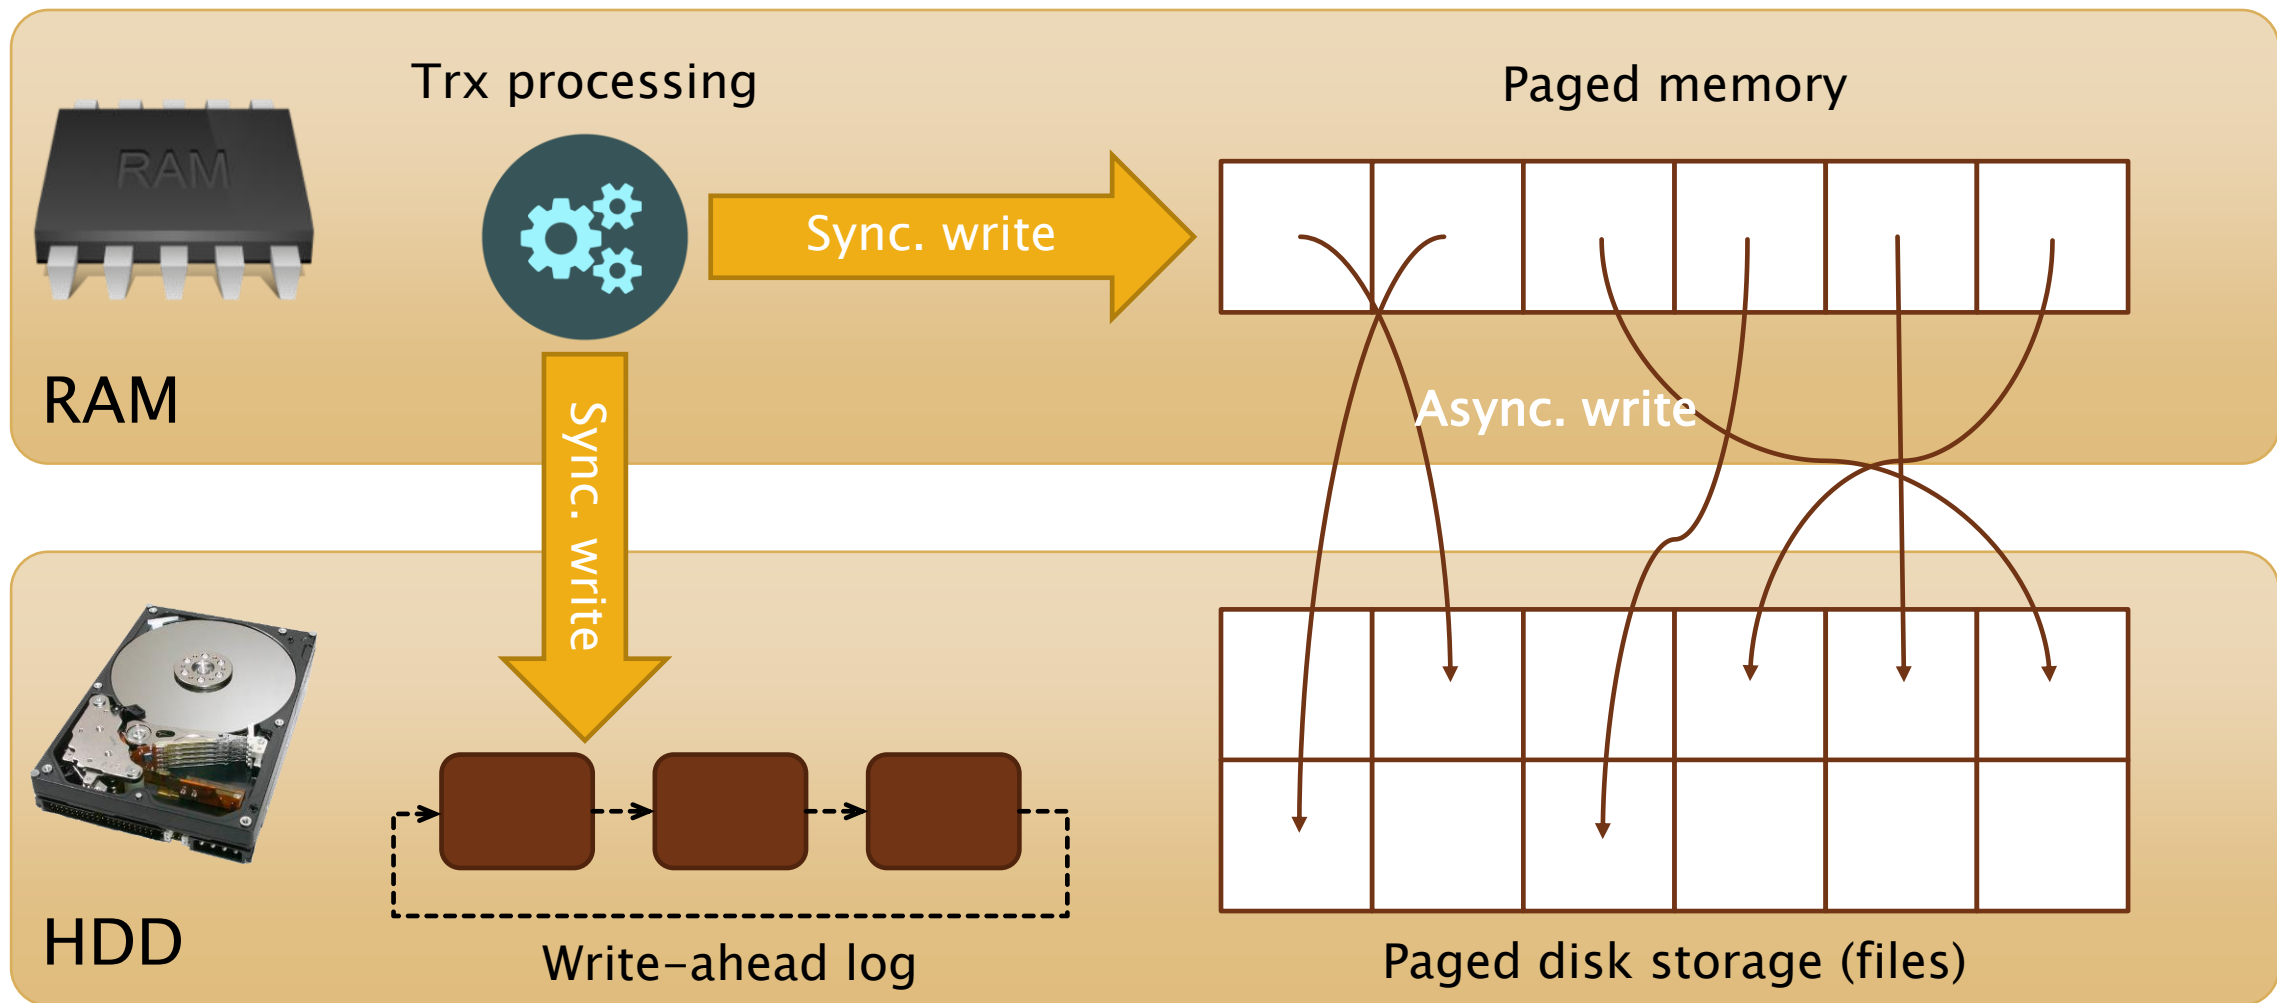 Trx processing
Paged memory
RAM
Sync. write
RAM
Sync. write
Async. write
HDD
Write-ahead log
Paged disk storage (files)